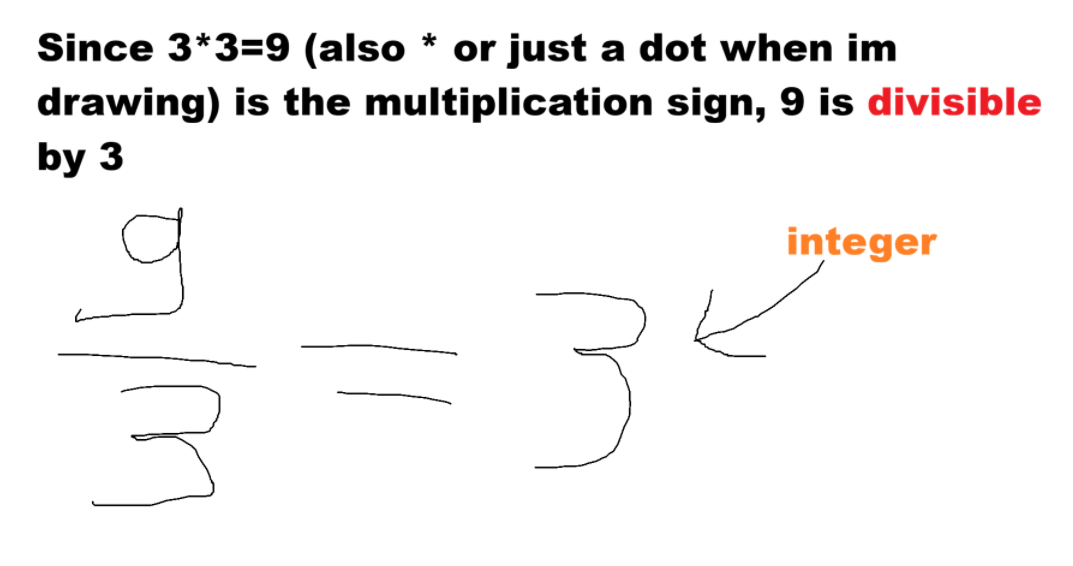 Since 3*3=9 (also * or just a dot when im
drawing) is the multiplication sign, 9 is divisible
by 3
integer
9
3
=
3